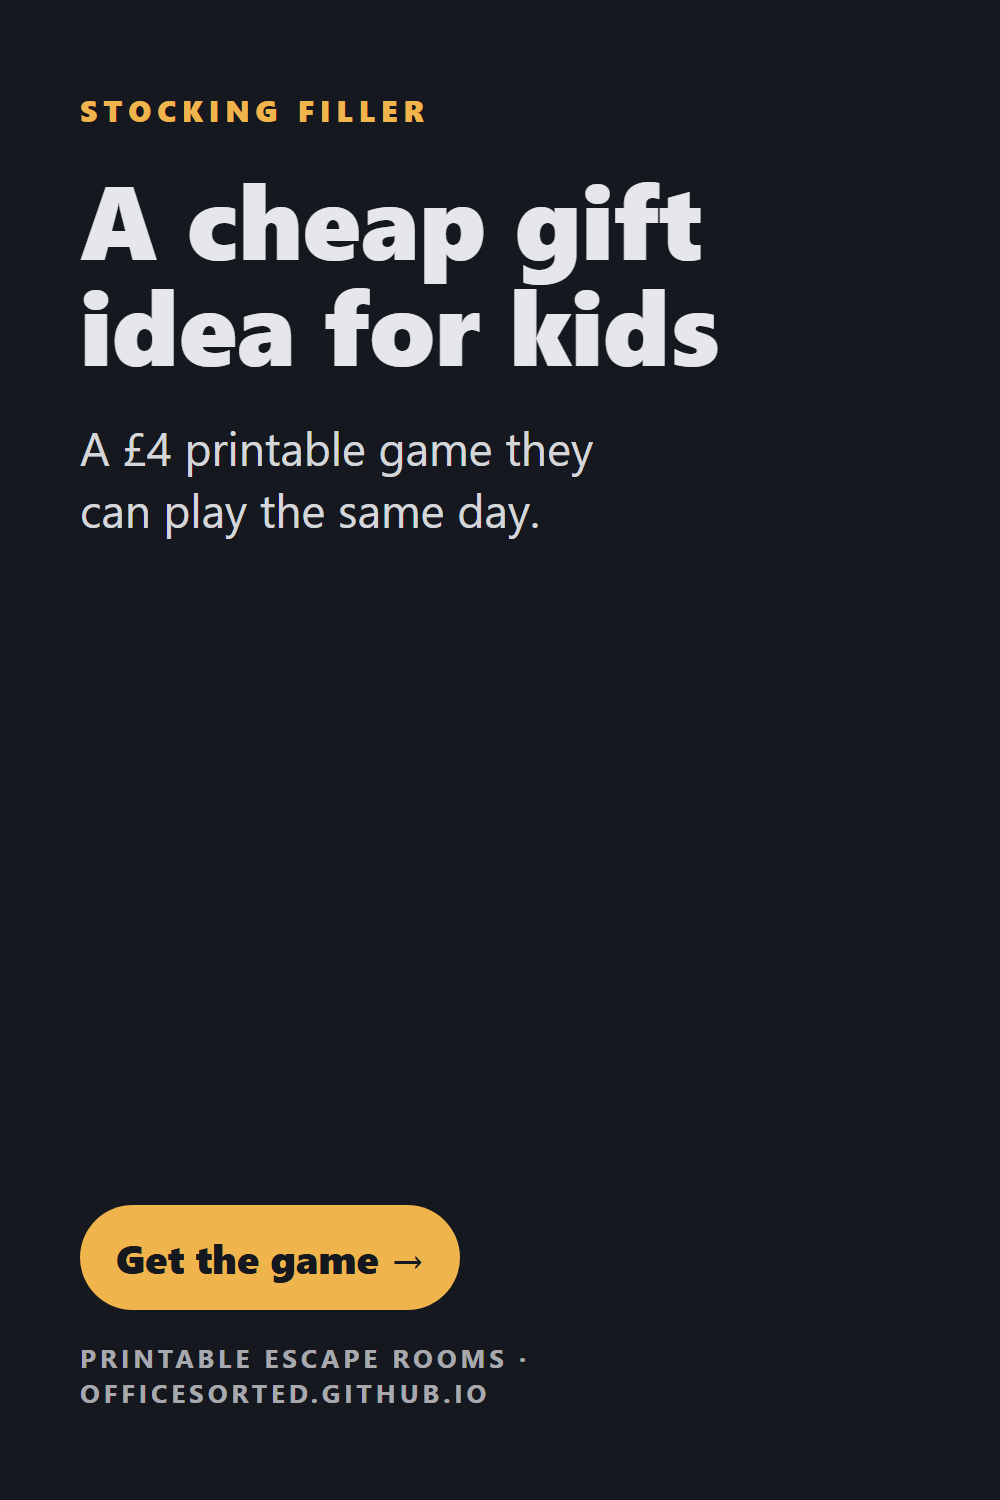 STOCKING FILLER
A cheap gift
idea for kids
A £4 printable game they
can play the same day.
Get the game →
PRINTABLE ESCAPE ROOMS ·
OFFICESORTED.GITHUB.IO